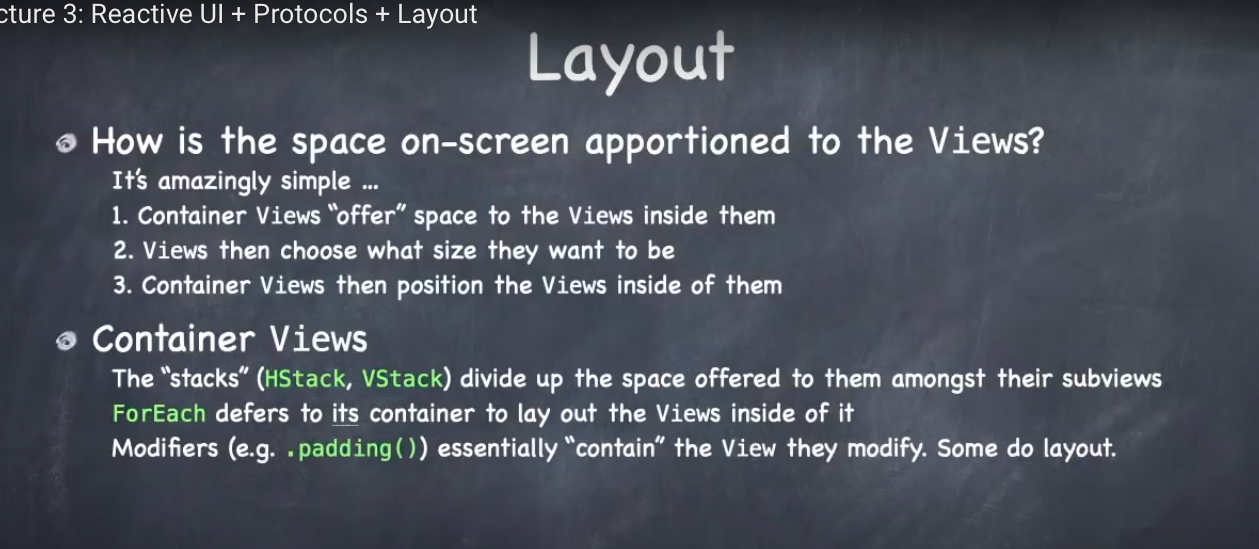 cture 3: Reactive UI + Protocols + Layout
Layout
How is the space on-screen apportioned to the Views?
It's amazingly simple ...
1. Container Views “offer” space to the Views inside them
2. Views then choose what size they want to be
3. Container Views then position the Views inside of them
Container Views
The “stacks” (HStack, VStack) divide up the space offered to them amongst their subviews
ForEach defers to its container to lay out the Views inside of it
Modifiers (e.g. .padding()) essentially “contain” the View they modify. Some do layout.